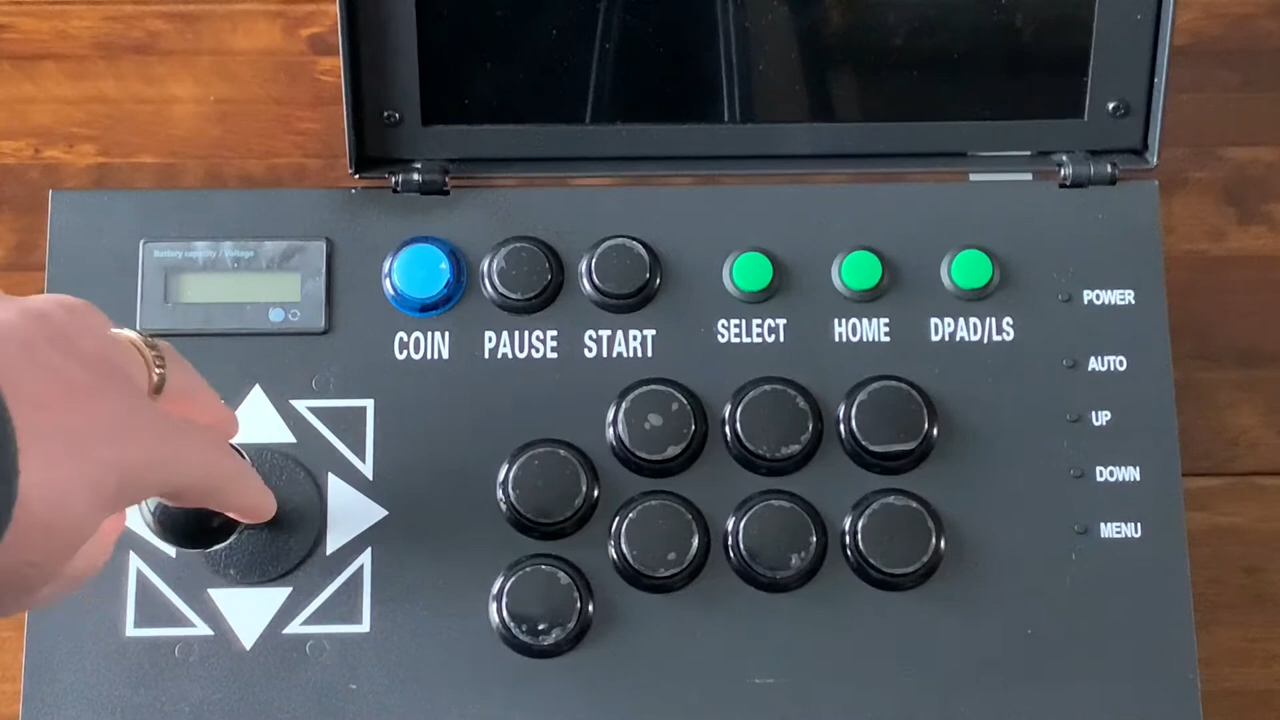 Battery capacity / Voltage
COIN
PAUSE
START
SELECT
HOME
DPAD/LS
POWER
AUTO
UP
DOWN
MENU